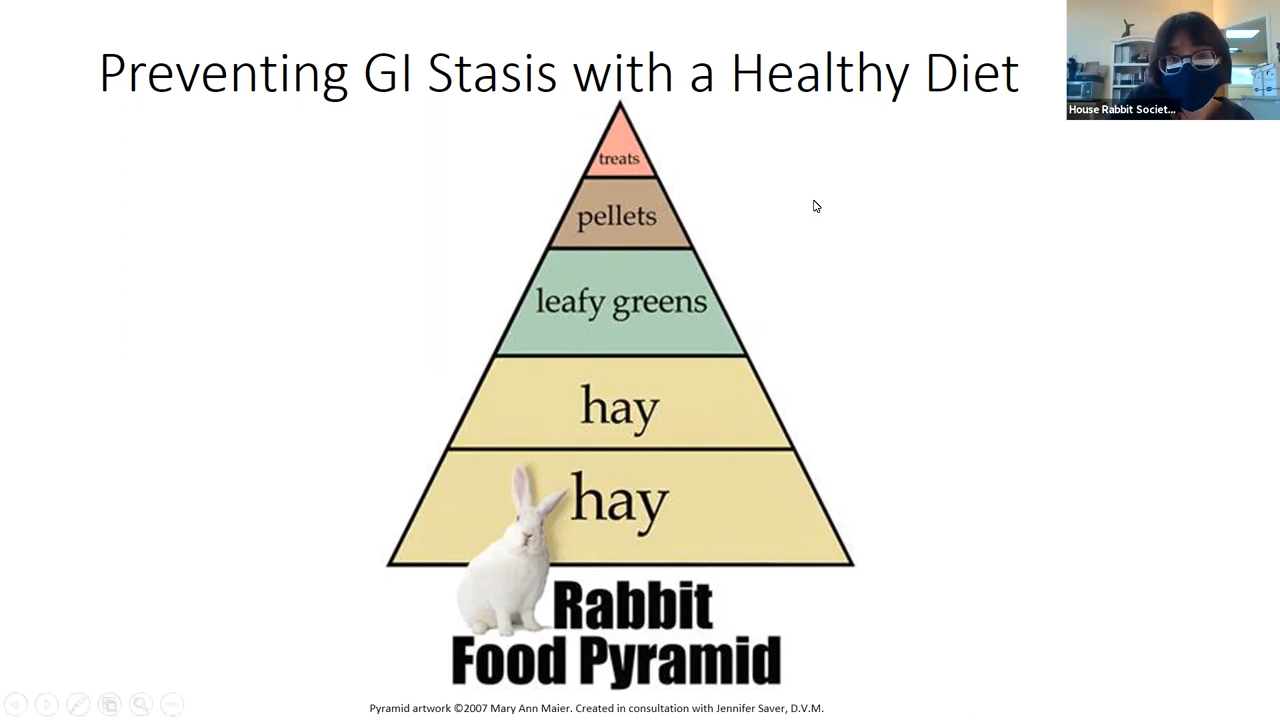 Preventing GI Stasis with a Healthy Diet
House Rabbit Societ...
treats
pellets
leafy greens
hay
hay
Rabbit
Food Pyramid
Pyramid artwork ©2007 Mary Ann Maier. Created in consultation with Jennifer Saver, D.V.M.